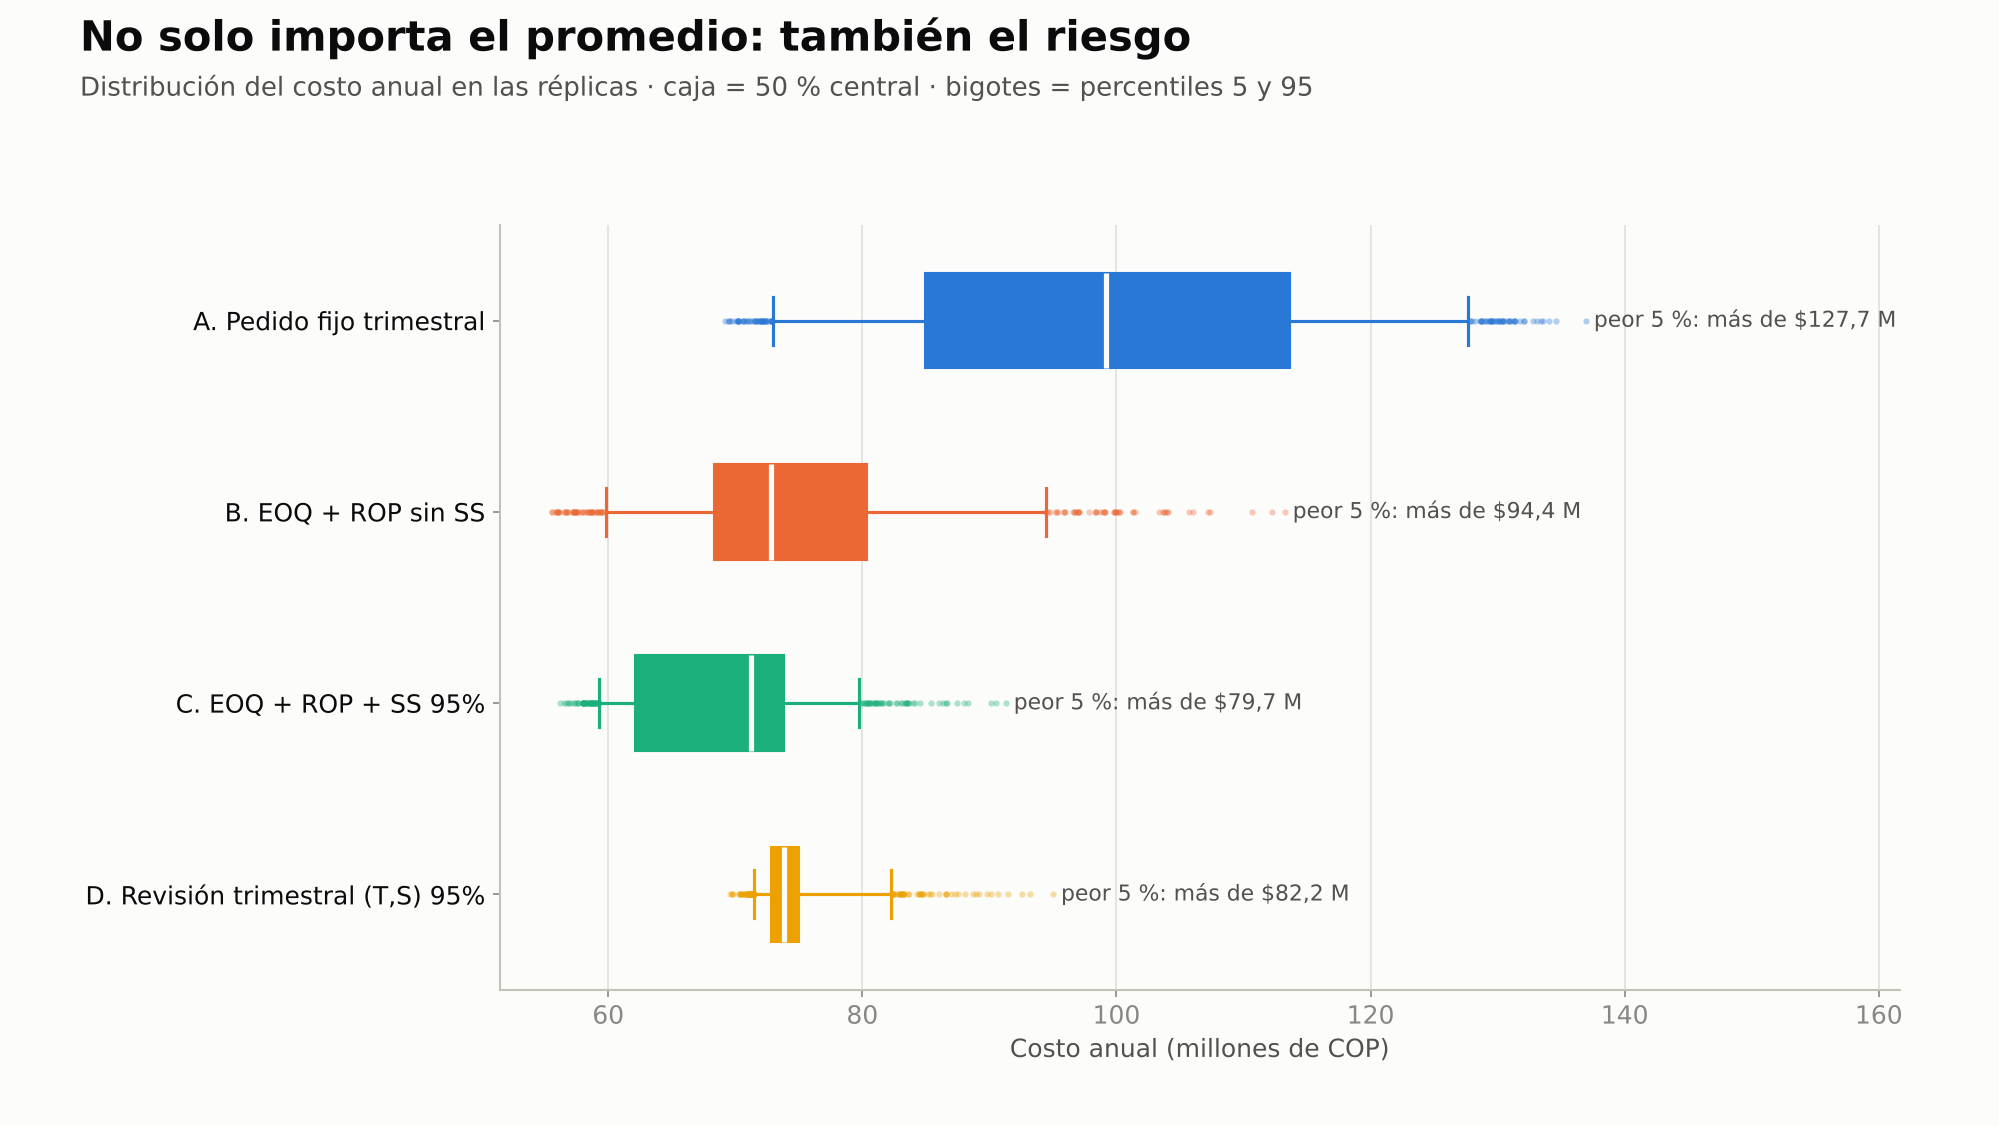 No solo importa el promedio: también el riesgo
Distribución del costo anual en las réplicas · caja = 50 % central · bigotes = percentiles 5 y 95
A. Pedido fijo trimestral
peor 5 %: más de $127,7 M
B. EOQ + ROP sin SS
peor 5 %: más de $94,4 M
C. EOQ + ROP + SS 95%
peor 5 %: más de $79,7 M
D. Revisión trimestral (T,S) 95%
peor 5 %: más de $82,2 M
60 80 100 120 140 160
Costo anual (millones de COP)